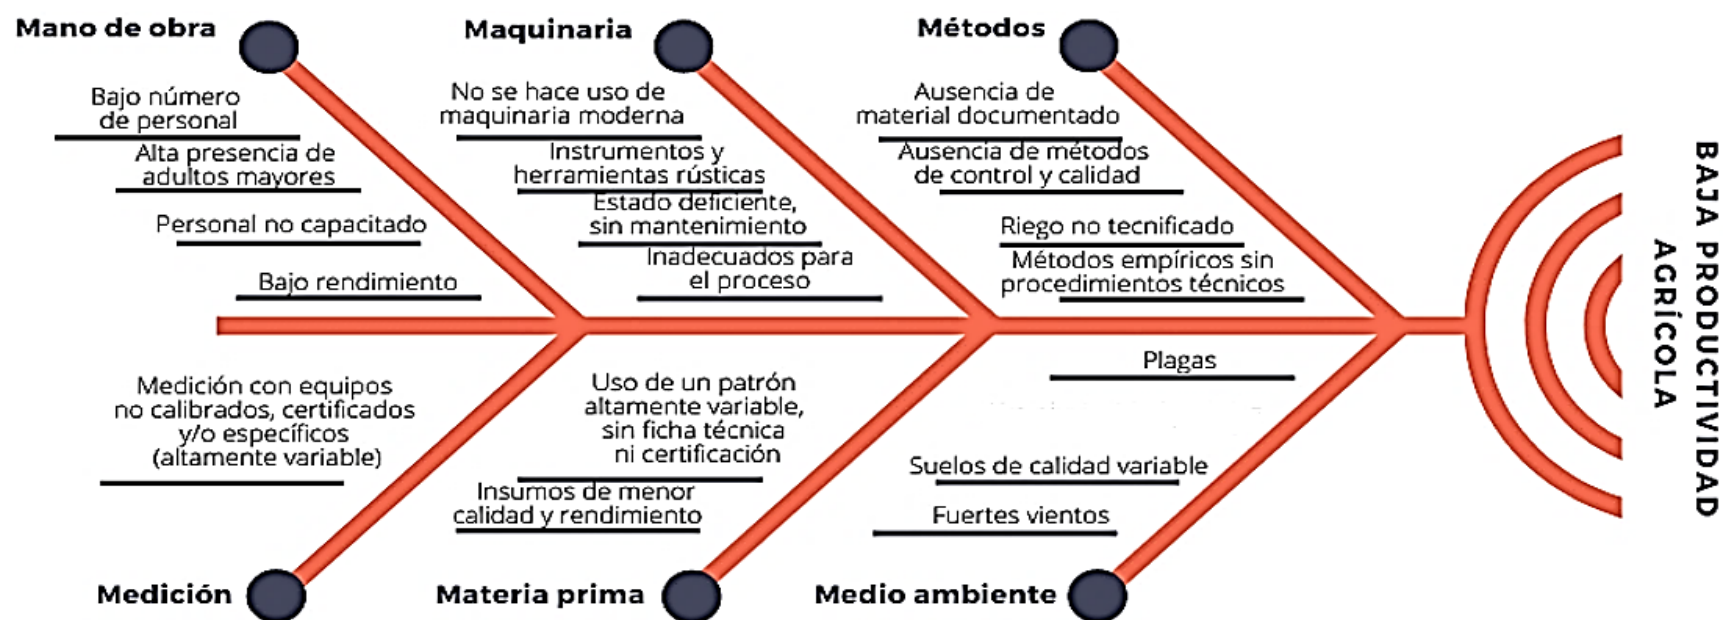 Mano de obra
Bajo número
de personal
Alta presencia de
adultos mayores
Personal no capacitado
Bajo rendimiento
Maquinaria
No se hace uso de
maquinaria moderna
Instrumentos y
herramientas rústicas
Estado deficiente,
sin mantenimiento
Inadecuados para
el proceso
Métodos
Ausencia de
material documentado
Ausencia de métodos
de control y calidad
Riego no tecnificado
Métodos empíricos sin
procedimientos técnicos
Medición con equipos
no calibrados, certificados
y/o específicos
(altamente variable)
Medición
Uso de un patrón
altamente variable,
sin ficha técnica
ni certificación
Insumos de menor
calidad y rendimiento
Materia prima
Plagas
Suelos de calidad variable
Fuertes vientos
Medio ambiente
BAJA PRODUCTIVIDAD
AGRÍCOLA